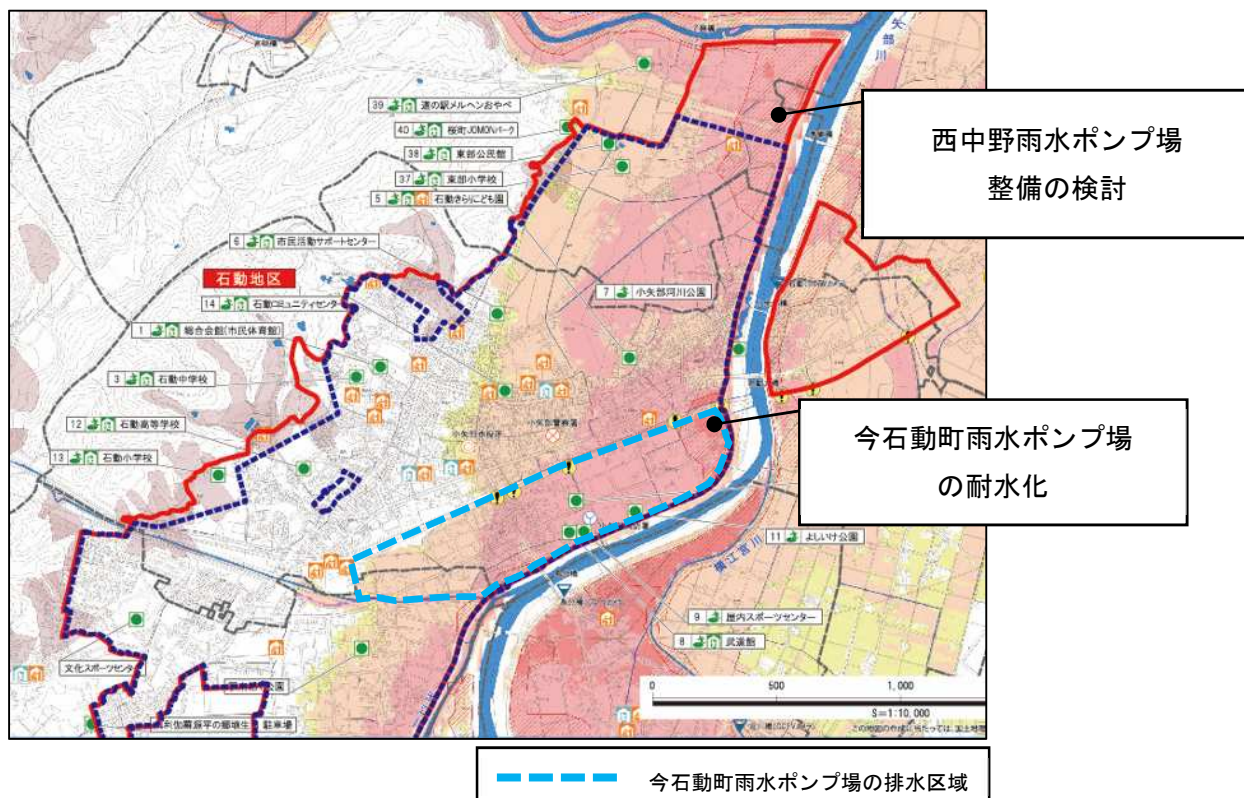 矢部川
39 道の駅メルヘンおやべ
40 桜町JOMONパーク
38 東部公民館
37 東部小学校
5 石動きらりこども園
西中野雨水ポンプ場
整備の検討
6 市民活動サポートセンター
石動地区
14 石動コミュニティセンター
7 小矢部河川公園
1 総合会館(市民体育館)
3 石動中学校
12 石動高等学校
13 石動小学校
小矢部市役所
小矢部警察署
今石動町雨水ポンプ場
の耐水化
11 よしいけ公園
横江宮川
9 屋内スポーツセンター
8 武道館
文化スポーツセンター
0 500 1,000
S=1:10,000
今石動町雨水ポンプ場の排水区域